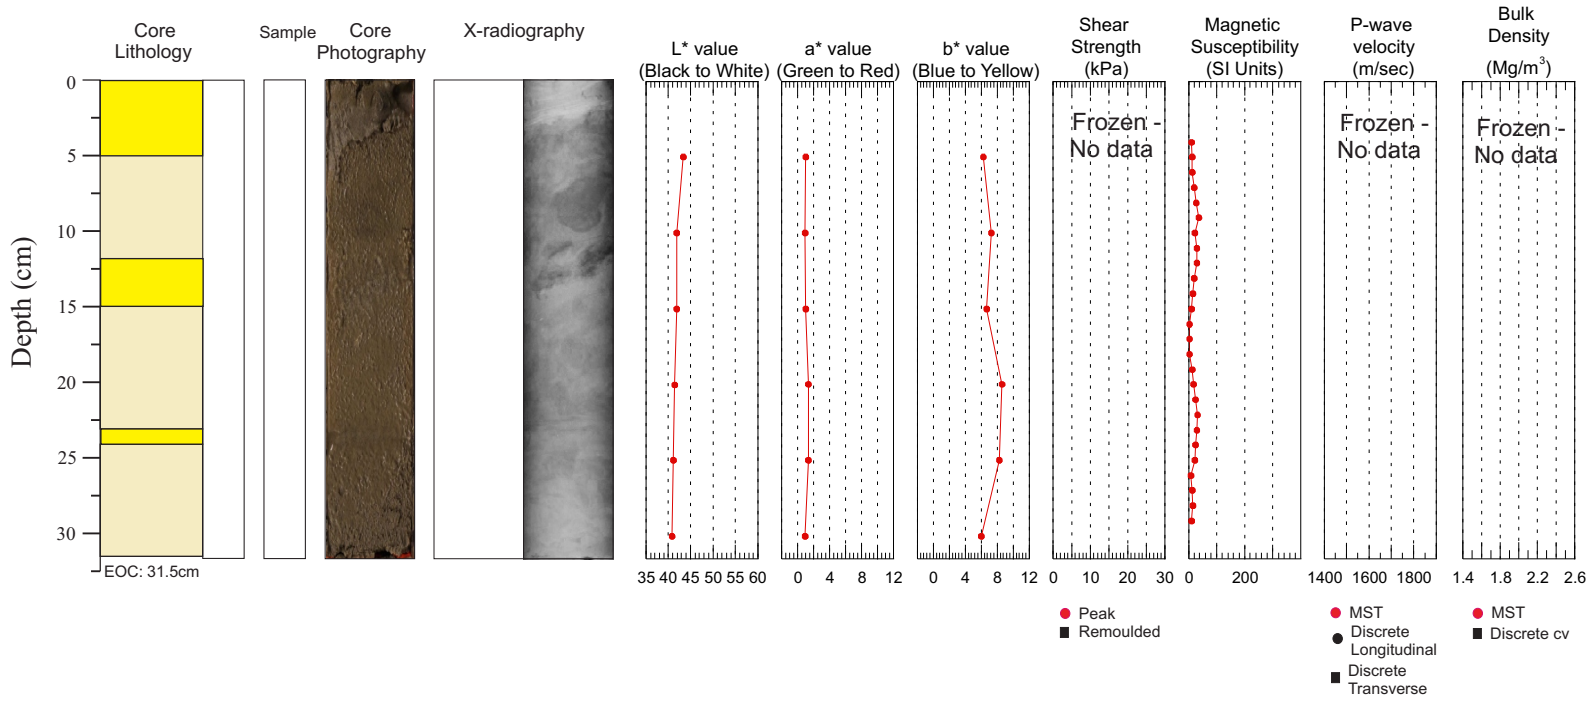 Core
Lithology
Sample
Core
Photography
X-radiography
L* value
(Black to White)
a* value
(Green to Red)
b* value
(Blue to Yellow)
Shear
Strength
(kPa)
Magnetic
Susceptibility
(SI Units)
P-wave
velocity
(m/sec)
Bulk
Density
(Mg/m³)
Depth (cm)
0
5
10
15
20
25
30
EOC: 31.5cm
Frozen -
No data
Frozen -
No data
Frozen -
No data
35 40 45 50 55 60
0 4 8 12
0 4 8 12
0 10 20 30
0 200
1400 1600 1800
1.4 1.8 2.2 2.6
Peak
Remoulded
MST
Discrete
Longitudinal
Discrete
Transverse
MST
Discrete cv